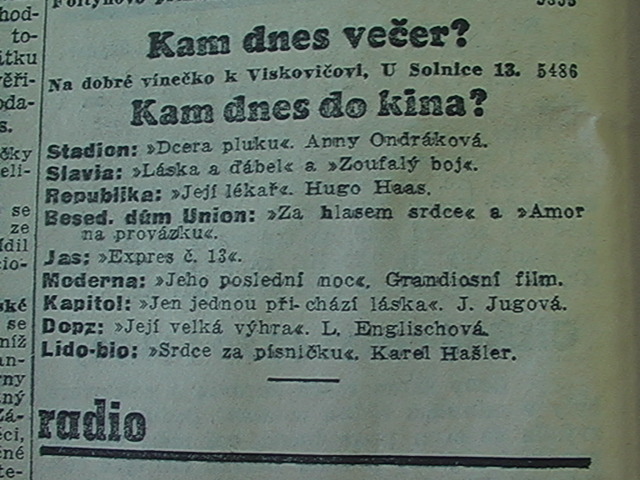 Kam dnes večer?
Na dobré vínečko k Viskovičovi, U Solnice 13. 5486
Kam dnes do kina?
Stadion: »Dcera pluku«. Anny Ondráková.
Slavia: »Láska a ďábel« a »Zoufalý boj«.
Republika: »Její lékař«. Hugo Haas.
Besed. dům Union: »Za hlasem srdce« a »Amor
na provázku«.
Jas: »Expres č. 13«.
Moderna: »Jeho poslední noc«, Grandiosní film.
Kapitol: »Jen jednou při-chází láska«. J. Jugová.
Dopz: »Její velká výhra«. L. Englischová.
Lido-bio: »Srdce za písničku«. Karel Hašler.
radio